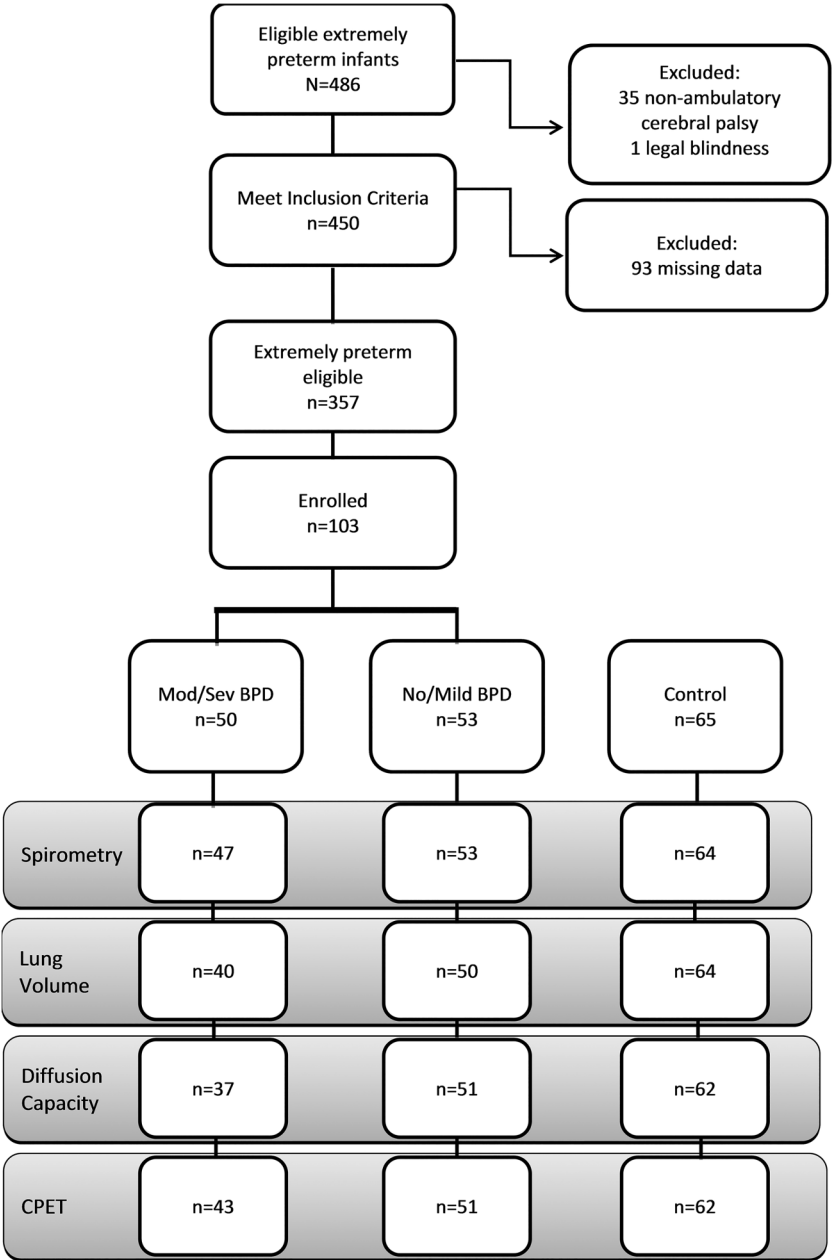 Eligible extremely
preterm infants
N=486
Excluded:
35 non-ambulatory
cerebral palsy
1 legal blindness
Meet Inclusion Criteria
n=450
Excluded:
93 missing data
Extremely preterm
eligible
n=357
Enrolled
n=103
Mod/Sev BPD
n=50
No/Mild BPD
n=53
Control
n=65
Spirometry
n=47
n=53
n=64
Lung
Volume
n=40
n=50
n=64
Diffusion
Capacity
n=37
n=51
n=62
CPET
n=43
n=51
n=62